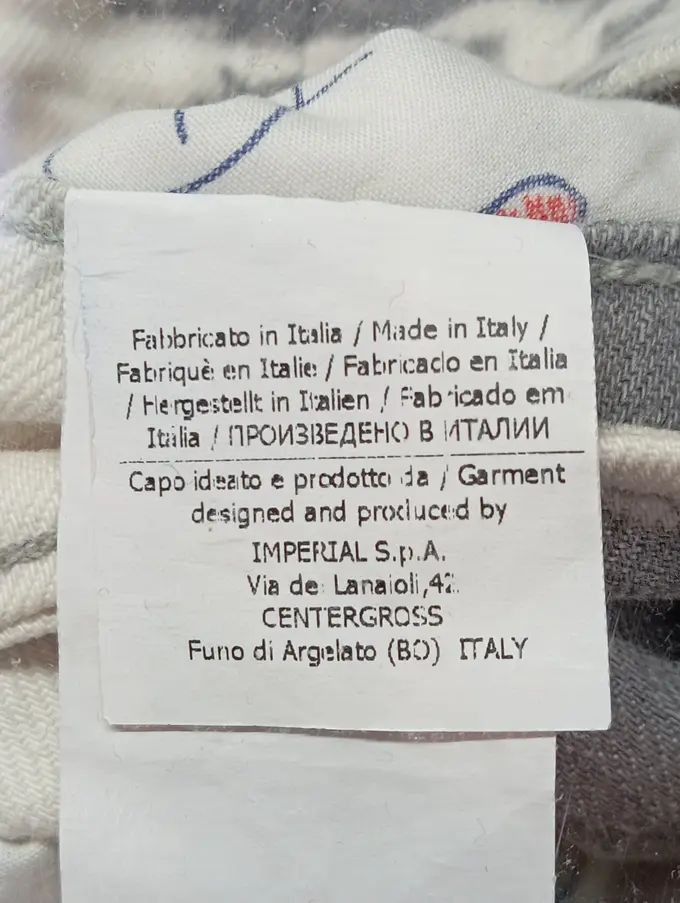 Fabbricato in Italia / Made in Italy /
Fabriquè en Italie / Fabricado en Italia
/ Hergestellt in Italien / Fabricado em
Italia / ПРОИЗВЕДЕНО В ИТАЛИИ
Capo ideato e prodotto da / Garment
designed and produced by
IMPERIAL S.p.A.
Via dei Lanaioli,42
CENTERGROSS
Funo di Argelato (BO) ITALY